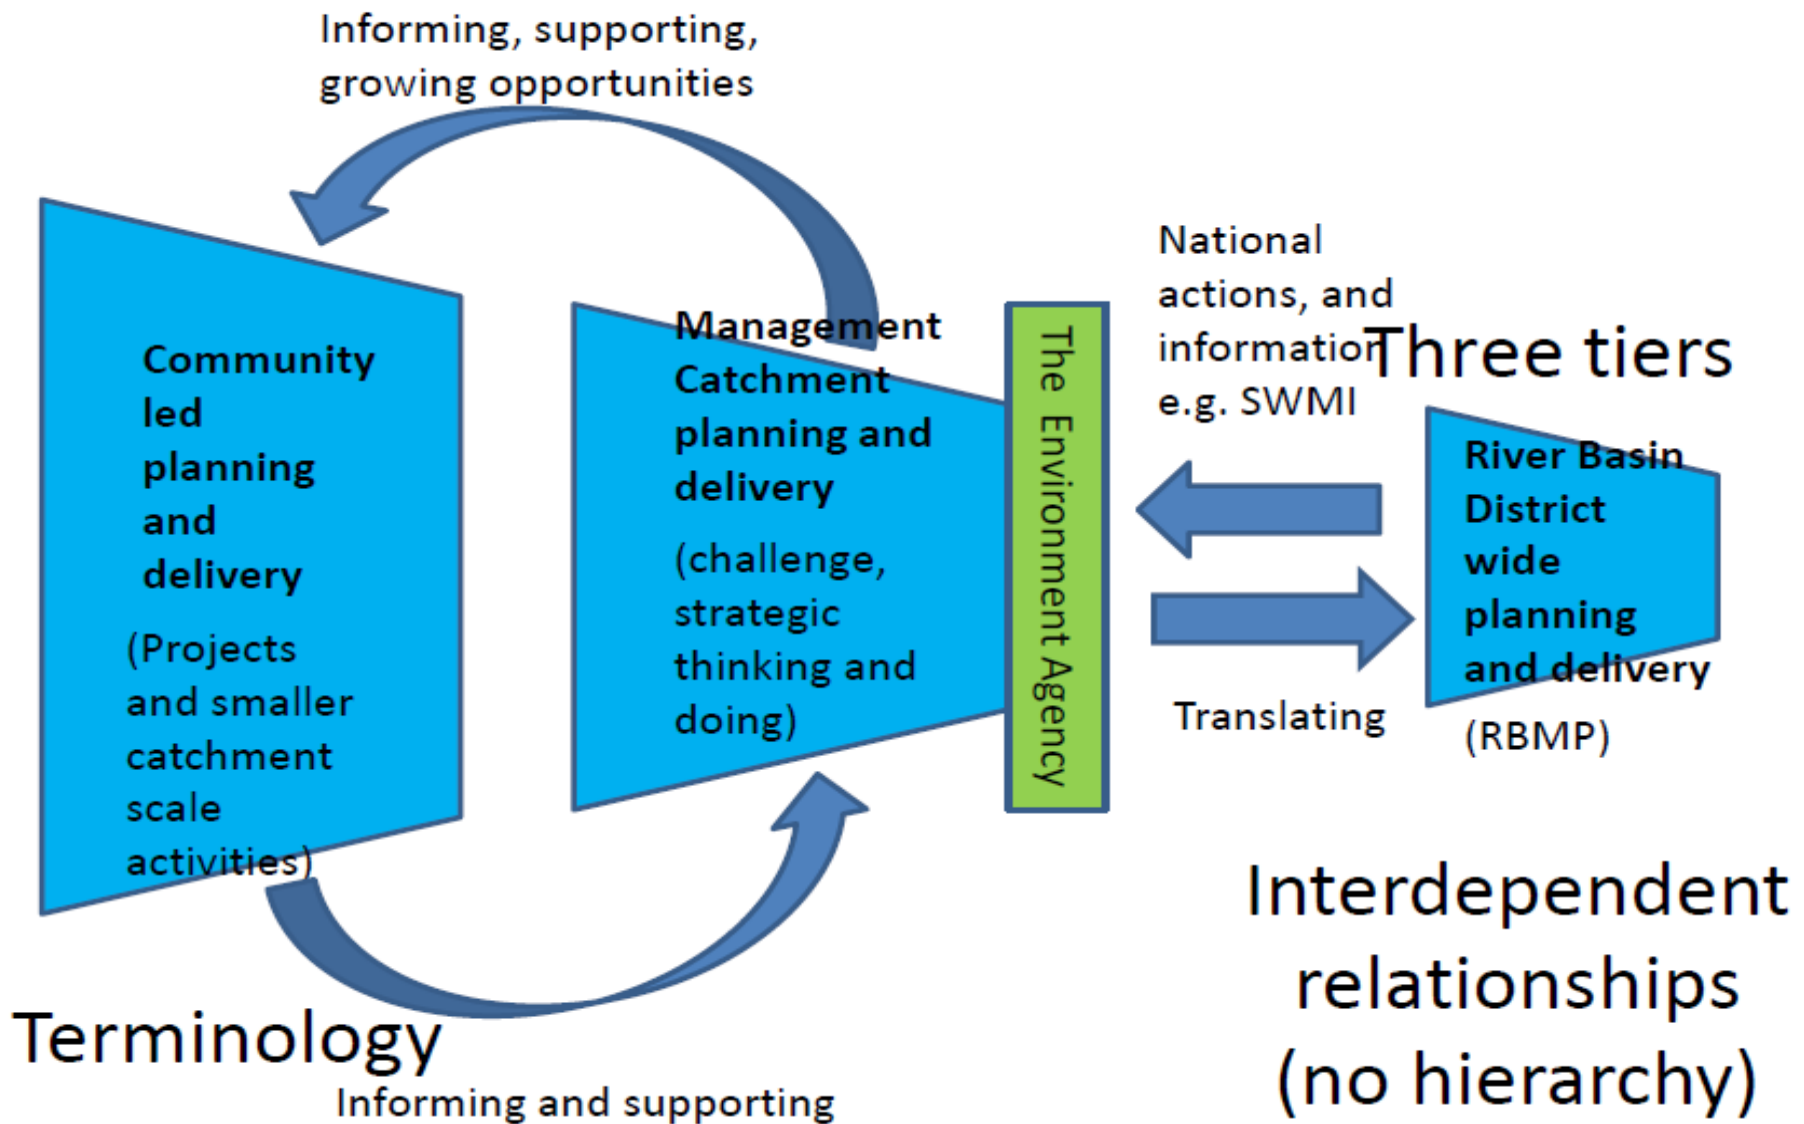 Informing, supporting,
growing opportunities
Community
led
planning
and
delivery
(Projects
and smaller
catchment
scale
activities)
Management
Catchment
planning and
delivery
(challenge,
strategic
thinking and
doing)
The Environment Agency
National
actions, and
information
e.g. SWMI
Three tiers
River Basin
District
wide
planning
and delivery
(RBMP)
Translating
Interdependent
relationships
(no hierarchy)
Terminology
Informing and supporting